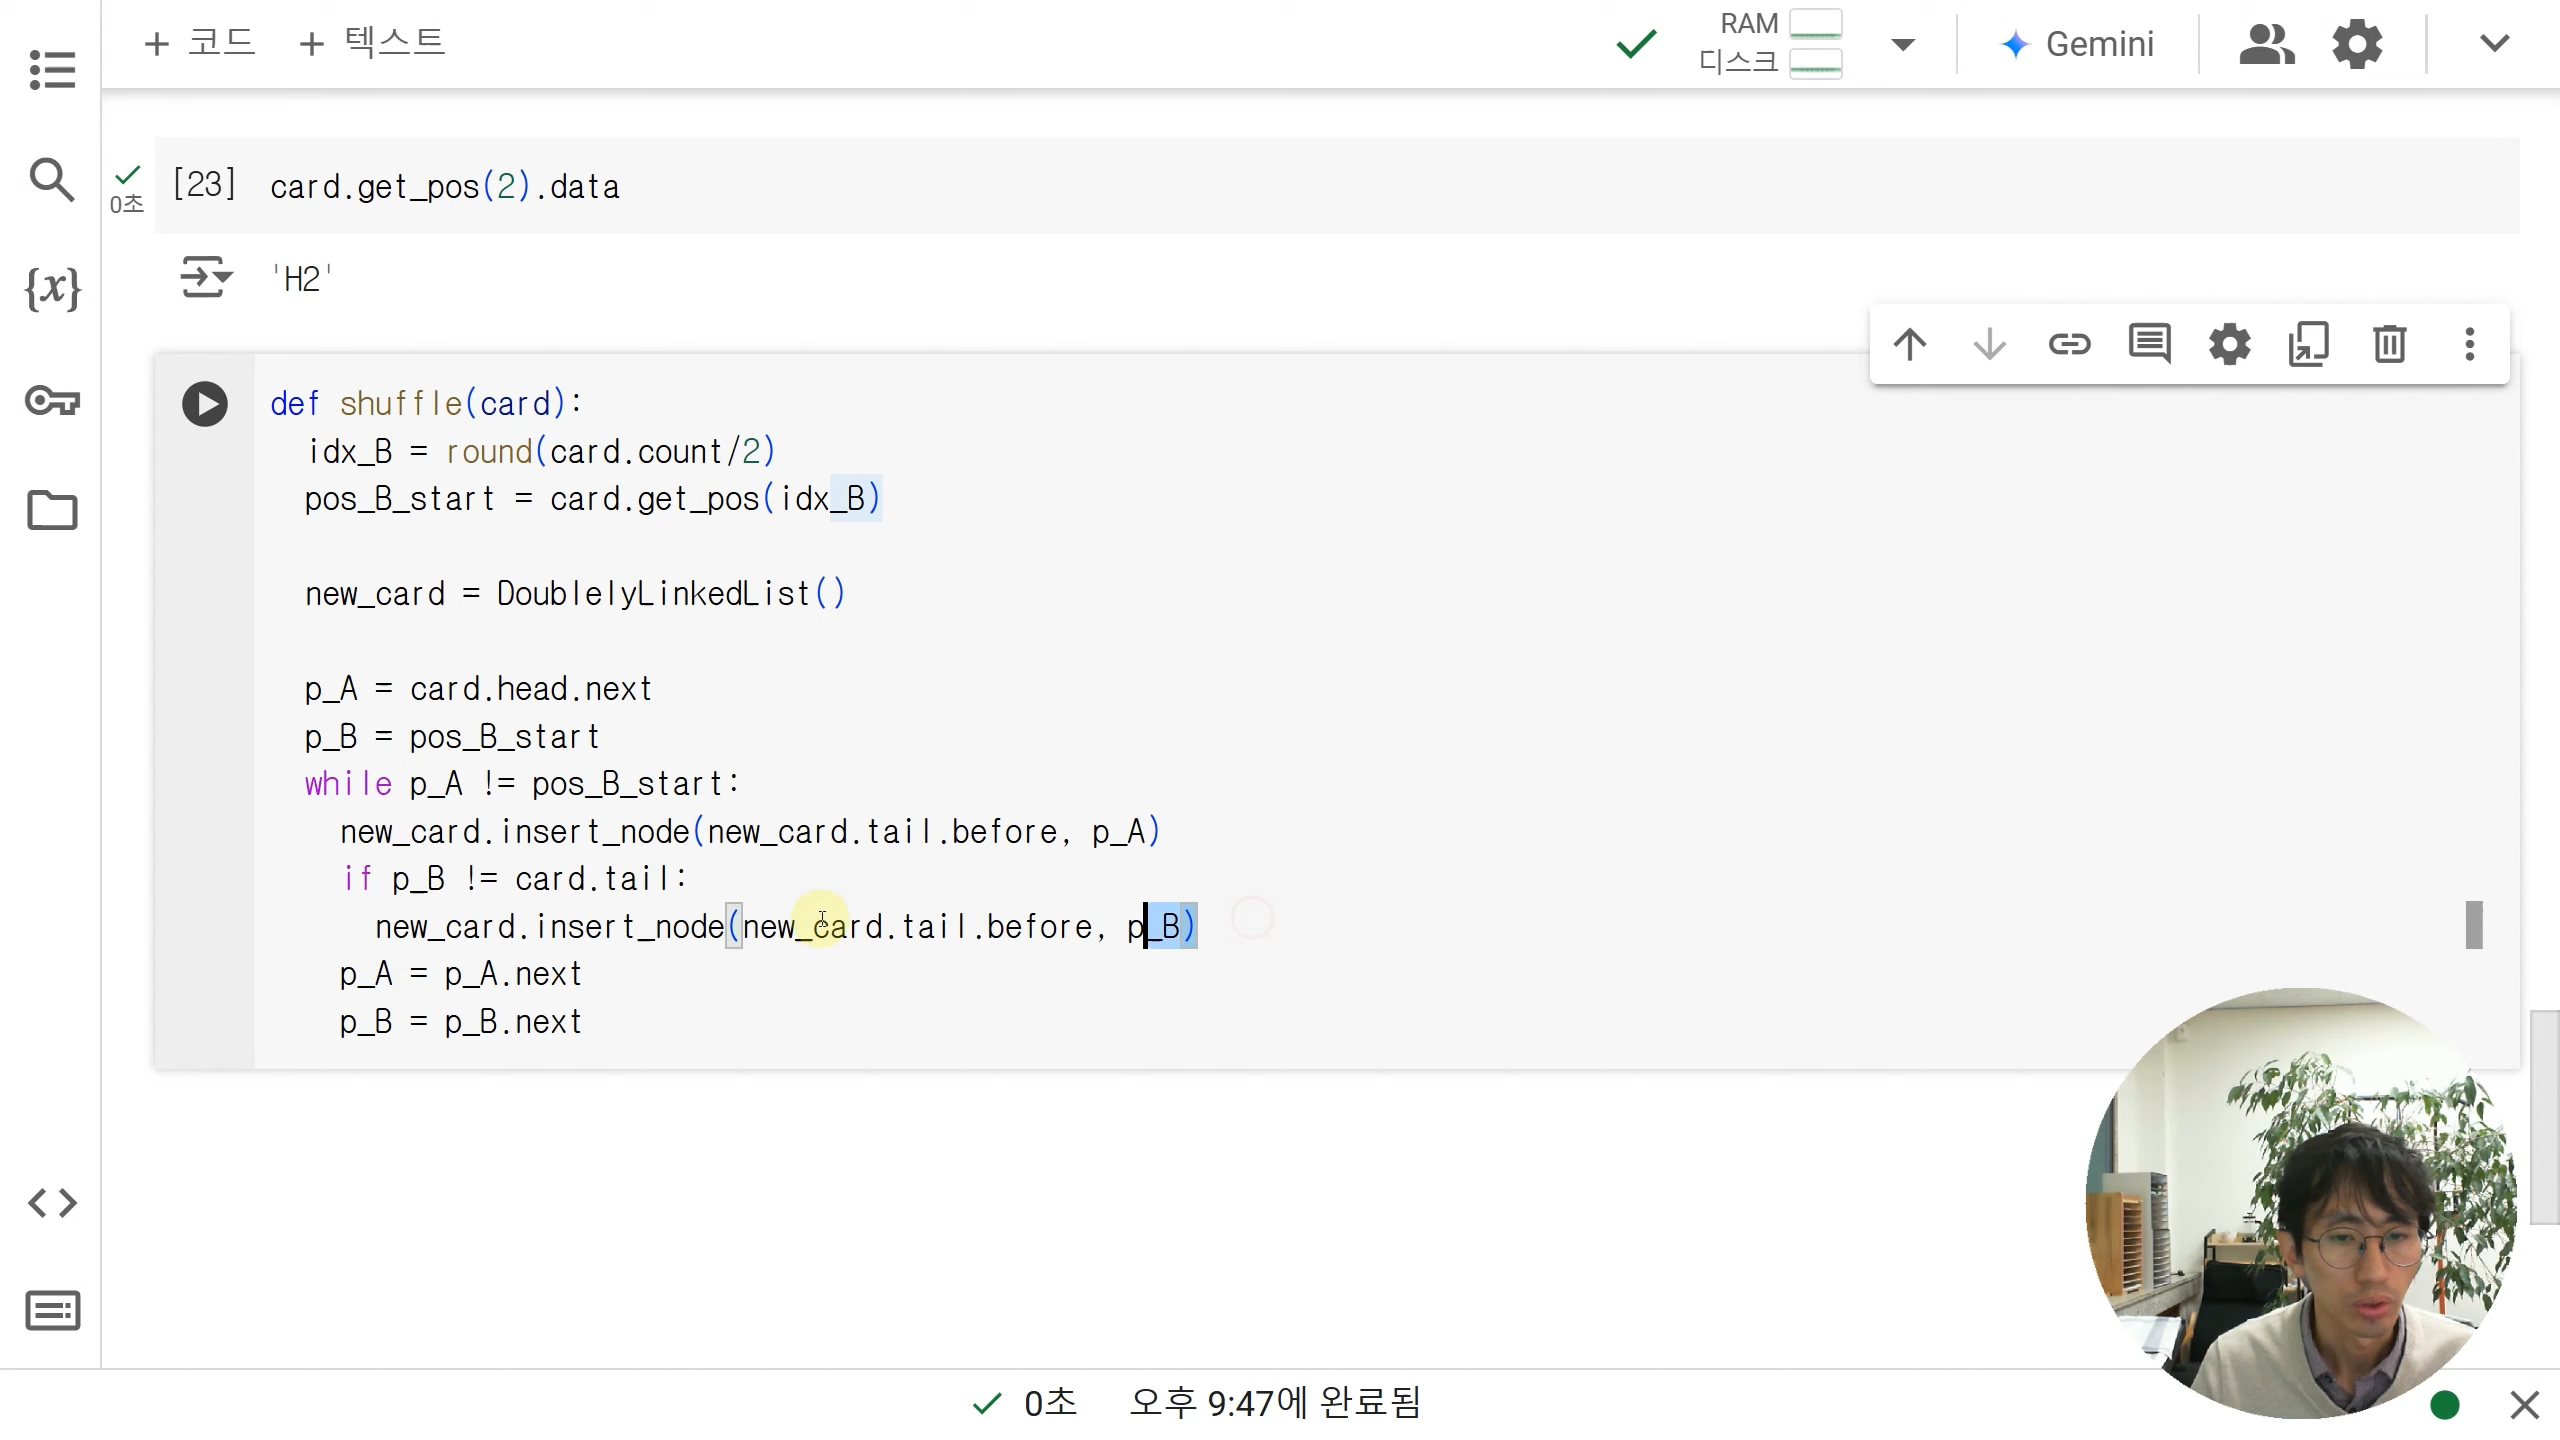 + 코드 + 텍스트
RAM
디스크
Gemini
{x}
0초
[23] card.get_pos(2).data
'H2'
def shuffle(card):
idx_B = round(card.count/2)
pos_B_start = card.get_pos(idx_B)
new_card = DoublelyLinkedList()
p_A = card.head.next
p_B = pos_B_start
while p_A != pos_B_start:
new_card.insert_node(new_card.tail.before, p_A)
if p_B != card.tail:
new_card.insert_node(new_card.tail.before, p_B)
p_A = p_A.next
p_B = p_B.next
0초 오후 9:47에 완료됨